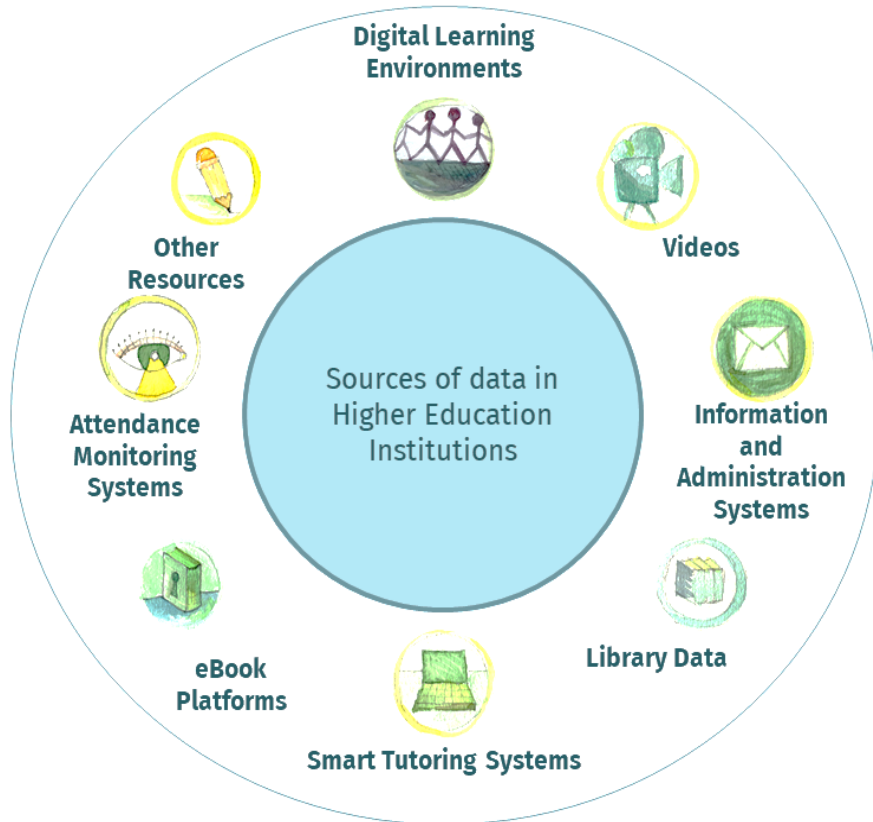 Digital Learning
Environments
Videos
Information
and
Administration
Systems
Library Data
Smart Tutoring Systems
eBook
Platforms
Attendance
Monitoring
Systems
Other
Resources
Sources of data in
Higher Education
Institutions